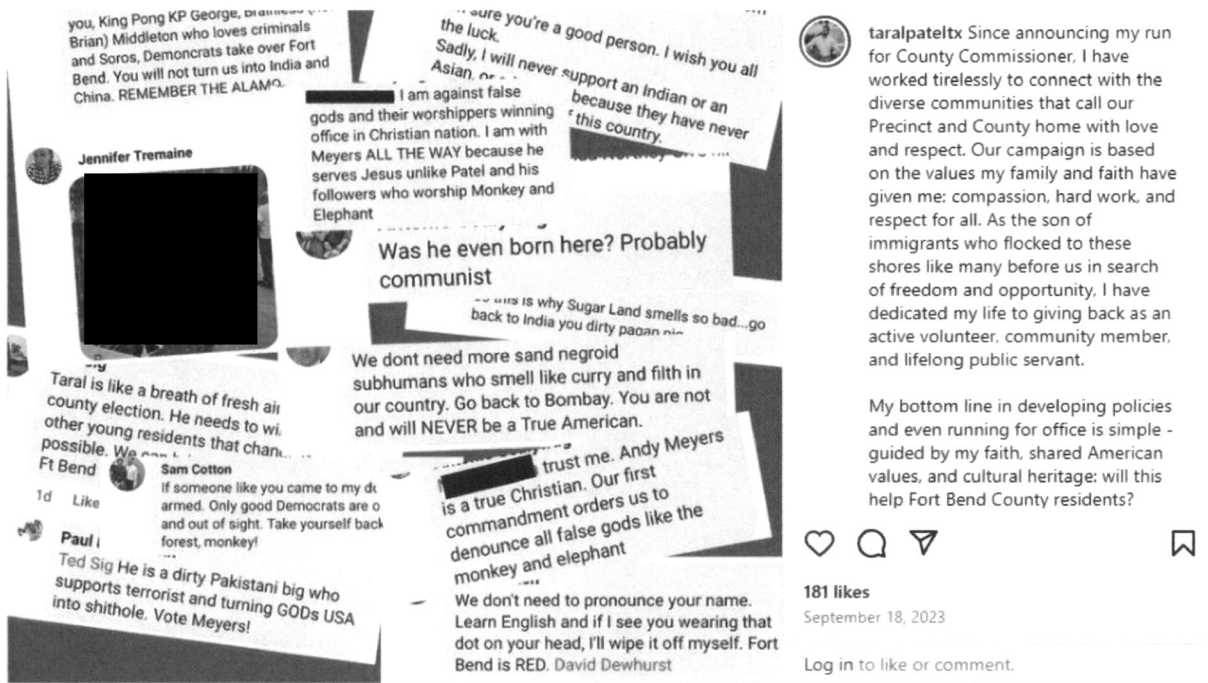 you, King Pong KP George,
Brian) Middleton who loves criminals
and Soros, Demoncrats take over Fort
Bend. You will not turn us into India and
China. REMEMBER THE ALAMO.
sure you're a good person. I wish you all
the luck.
Sadly, I will never support an Indian or an
Asian, or
because they have never
this country.
I am against false
gods and their worshippers winning
office in Christian nation. I am with
Meyers ALL THE WAY because he
serves Jesus unlike Patel and his
followers who worship Monkey and
Elephant
Jennifer Tremaine
Was he even born here? Probably
communist
is why Sugar Land smells so bad...go
back to India you dirty pagan
We dont need more sand negroid
subhumans who smell like curry and filth in
our country. Go back to Bombay. You are not
and will NEVER be a True American.
Taral is like a breath of fresh air
county election. He needs to
other young residents that
possible. We
Ft Bend
1d Like
Sam Cotton
If someone like you came to my
armed. Only good Democrats are
and out of sight. Take yourself back
forest, monkey!
trust me. Andy Meyers
is a true Christian. Our first
commandment orders us to
denounce all false gods like the
monkey and elephant
Paul
Ted Sig He is a dirty Pakistani big who
supports terrorist and turning GODs USA
into shithole. Vote Meyers!
We don't need to pronounce your name.
Learn English and if I see you wearing that
dot on your head, I'll wipe it off myself. Fort
Bend is RED. David Dewhurst
taralpateltx Since announcing my run
for County Commissioner, I have
worked tirelessly to connect with the
diverse communities that call our
Precinct and County home with love
and respect. Our campaign is based
on the values my family and faith have
given me: compassion, hard work, and
respect for all. As the son of
immigrants who flocked to these
shores like many before us in search
of freedom and opportunity, I have
dedicated my life to giving back as an
active volunteer, community member,
and lifelong public servant.
My bottom line in developing policies
and even running for office is simple -
guided by my faith, shared American
values, and cultural heritage: will this
help Fort Bend County residents?
181 likes
September 18, 2023
Log in to like or comment.